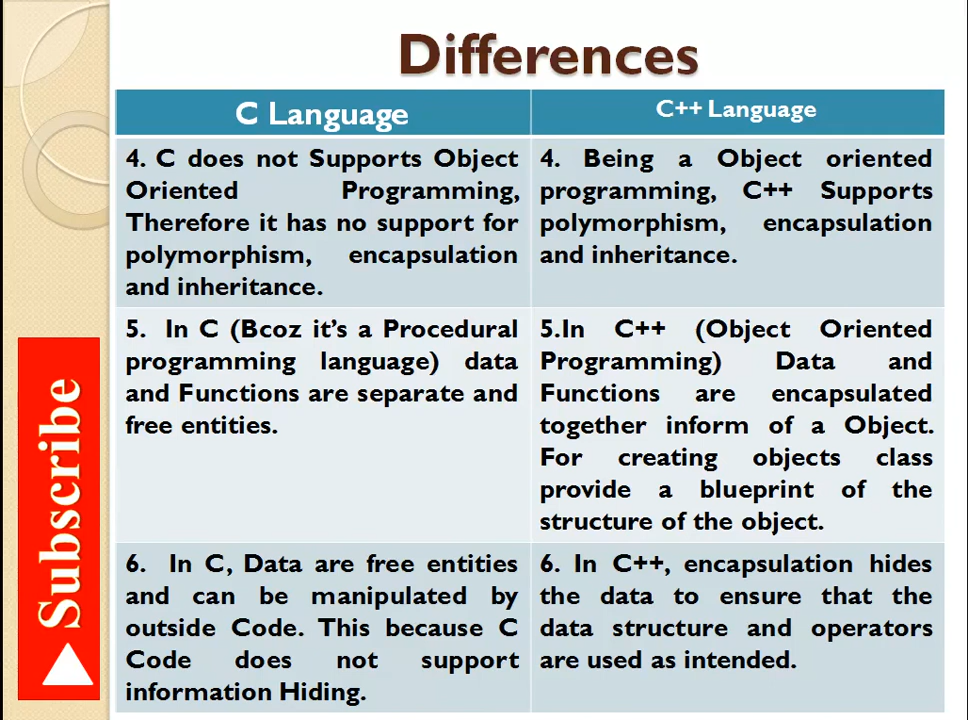 Differences
C Language
C++ Language
4. C does not Supports Object
Oriented Programming,
Therefore it has no support for
polymorphism, encapsulation
and inheritance.
4. Being a Object oriented
programming, C++ Supports
polymorphism, encapsulation
and inheritance.
5. In C (Bcoz it's a Procedural
programming language) data
and Functions are separate and
free entities.
5.In C++ (Object Oriented
Programming) Data and
Functions are encapsulated
together inform of a Object.
For creating objects class
provide a blueprint of the
structure of the object.
6. In C, Data are free entities
and can be manipulated by
outside Code. This because C
Code does not support
information Hiding.
6. In C++, encapsulation hides
the data to ensure that the
data structure and operators
are used as intended.
Subscribe